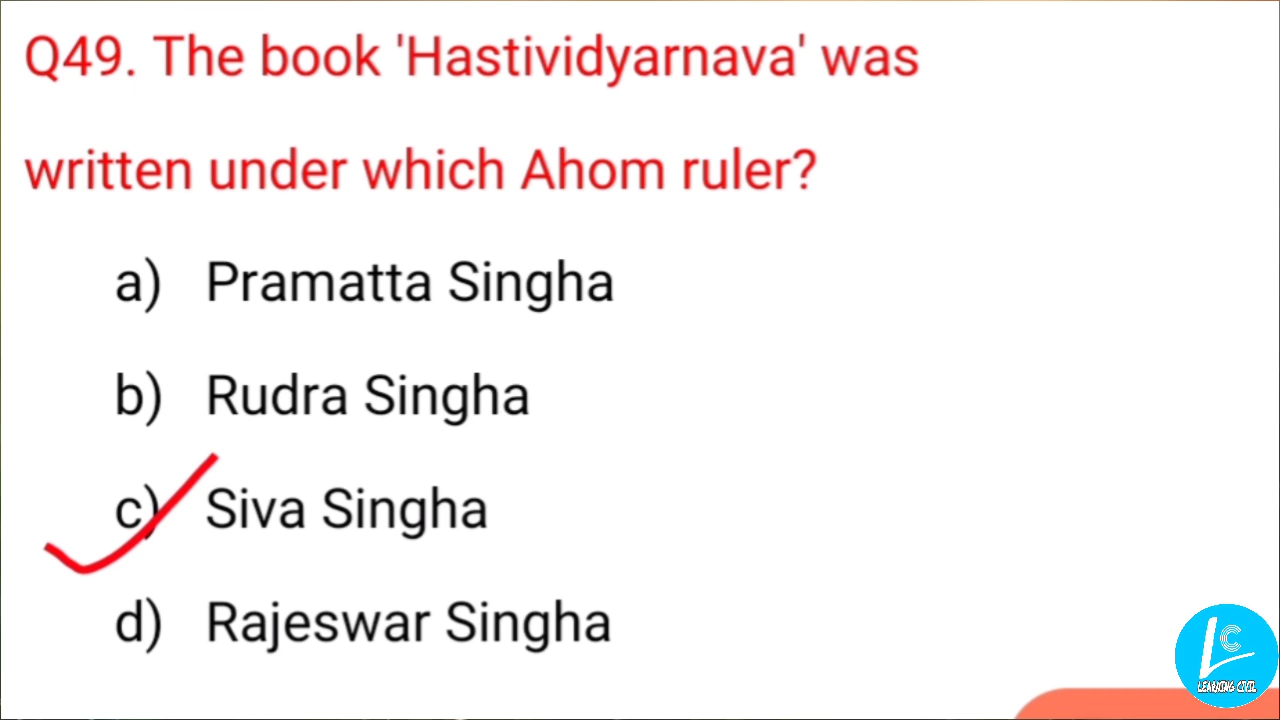 Q49. The book 'Hastividyarnava' was
written under which Ahom ruler?
a) Pramatta Singha
b) Rudra Singha
c) Siva Singha
d) Rajeswar Singha
LC
LEARNING CIVIL